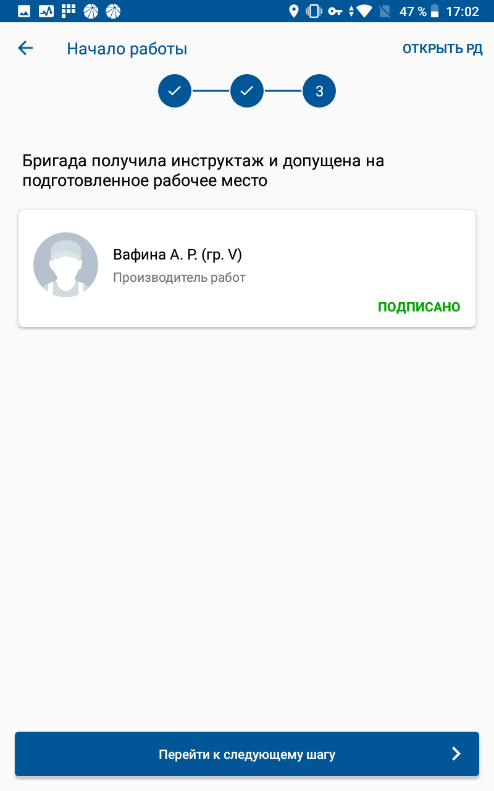 47 % 17:02
Начало работы ОТКРЫТЬ РД
3
Бригада получила инструктаж и допущена на
подготовленное рабочее место
Вафина А. Р. (гр. V)
Производитель работ
ПОДПИСАНО
Перейти к следующему шагу